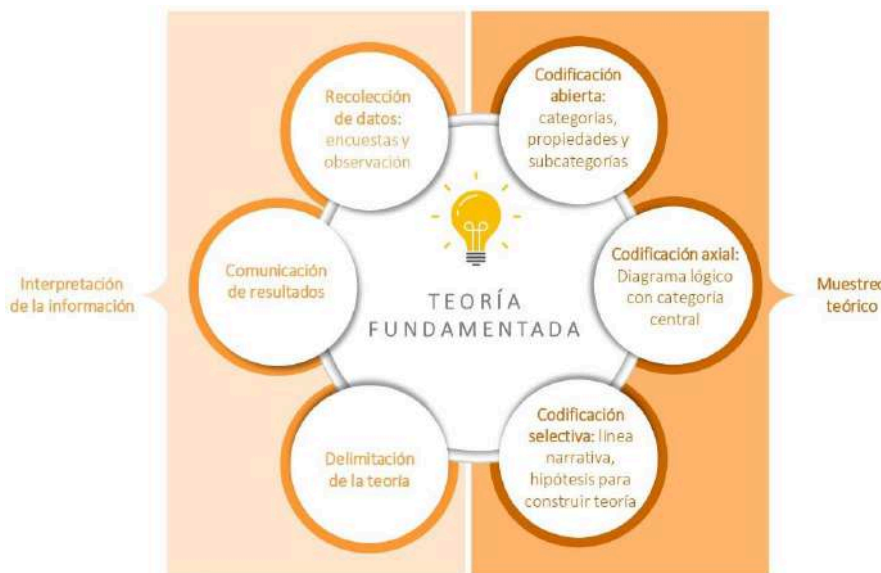 Recolección
de datos:
encuestas y
observación
Codificación
abierta:
categorías,
propiedades y
subcategorías
Interpretación
de la información
Comunicación
de resultados
TEORÍA
FUNDAMENTADA
Codificación axial:
Diagrama lógico
con categoría
central
Muestreo
teórico
Delimitación
de la teoría
Codificación
selectiva: línea
narrativa,
hipótesis para
construir teoría